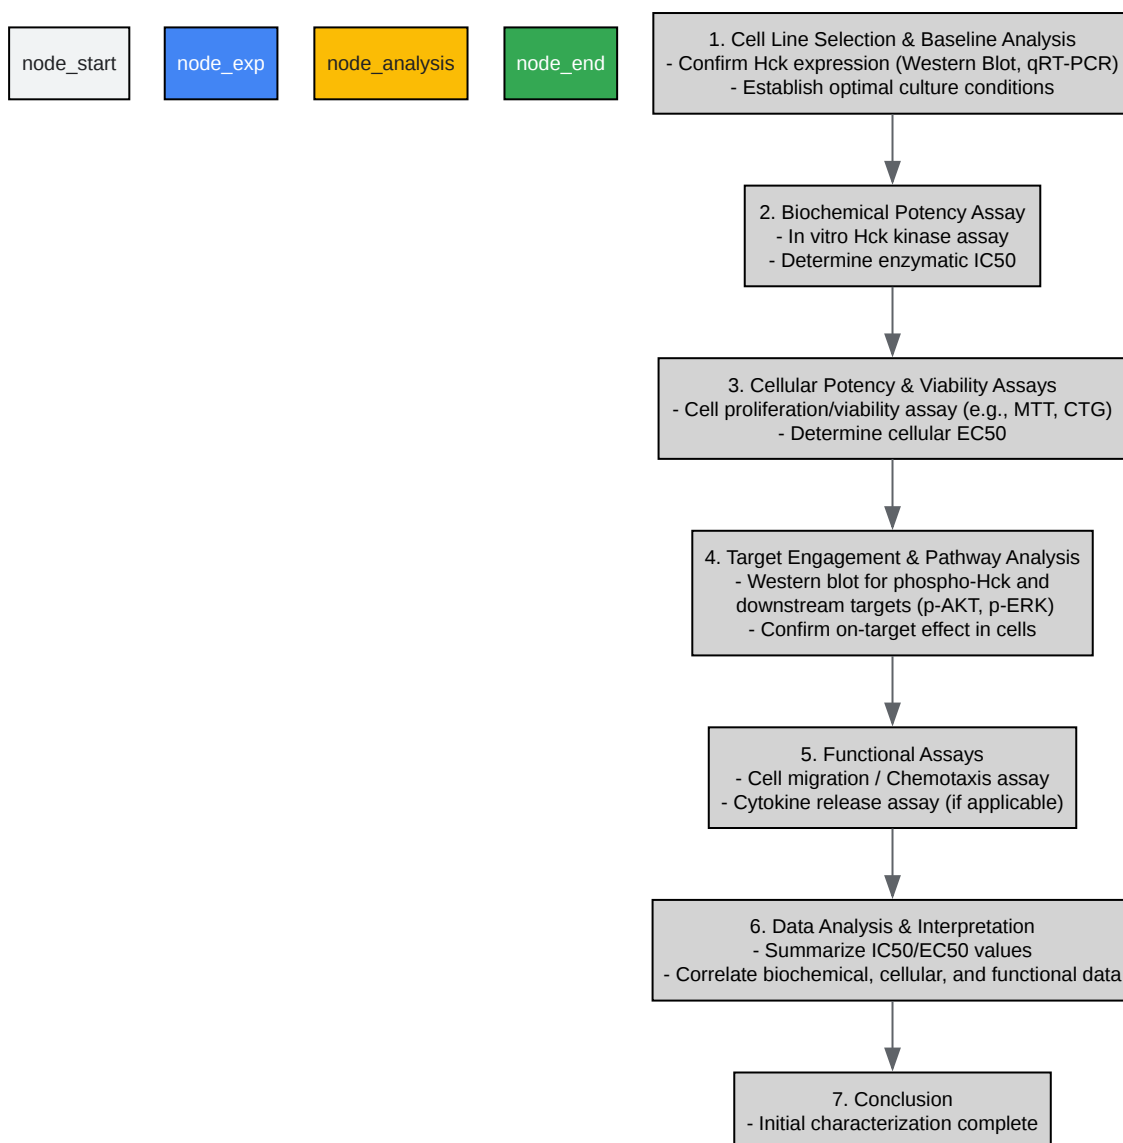 node_start
node_exp
node_analysis
node_end
1. Cell Line Selection & Baseline Analysis
- Confirm Hck expression (Western Blot, qRT-PCR)
- Establish optimal culture conditions
2. Biochemical Potency Assay
- In vitro Hck kinase assay
- Determine enzymatic IC50
3. Cellular Potency & Viability Assays
- Cell proliferation/viability assay (e.g., MTT, CTG)
- Determine cellular EC50
4. Target Engagement & Pathway Analysis
- Western blot for phospho-Hck and
downstream targets (p-AKT, p-ERK)
- Confirm on-target effect in cells
5. Functional Assays
- Cell migration / Chemotaxis assay
- Cytokine release assay (if applicable)
6. Data Analysis & Interpretation
- Summarize IC50/EC50 values
- Correlate biochemical, cellular, and functional data
7. Conclusion
- Initial characterization complete